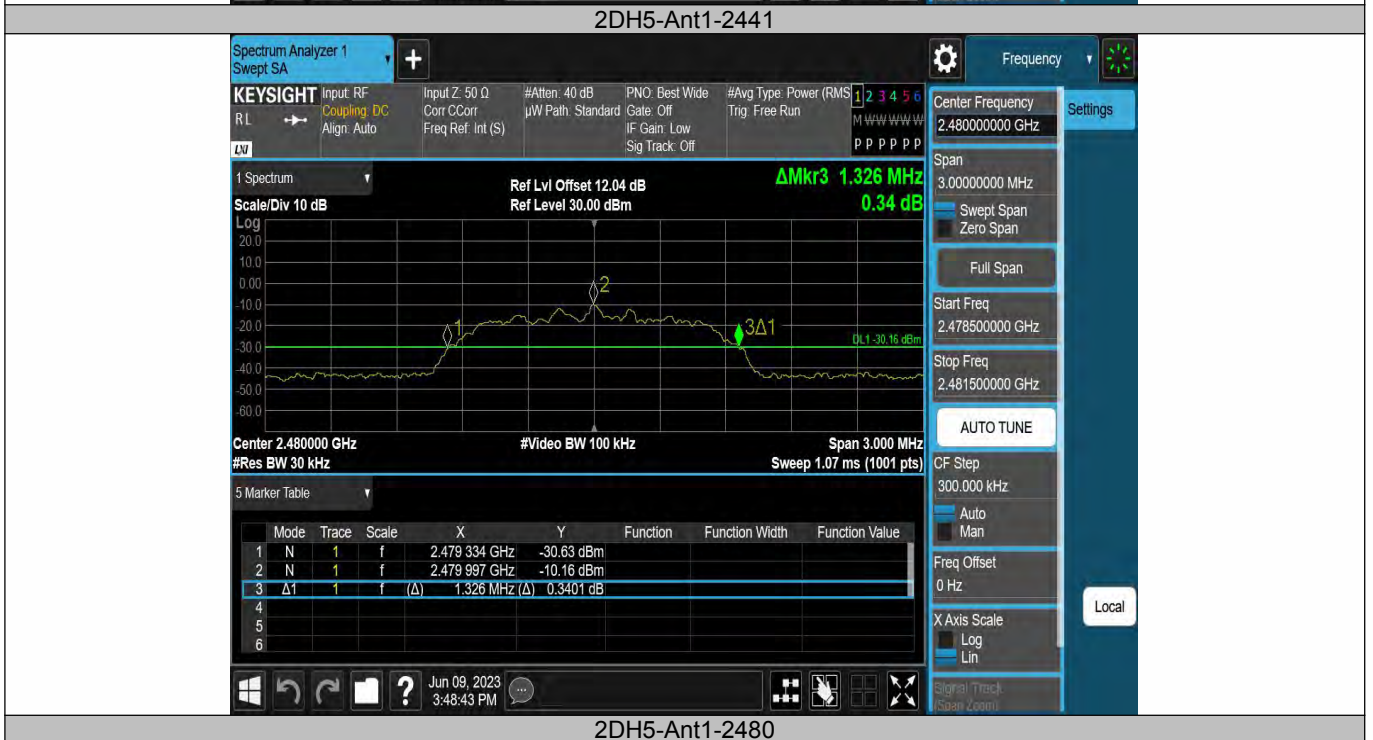 2DH5-Ant1-2441
Spectrum Analyzer 1
Swept SA
Frequency
KEYSIGHT
Input: RF
Input Z: 50 Ω
#Atten: 40 dB
PNO: Best Wide
#Avg Type: Power (RMS
1 2 3 4 5 6
R L
Coupling: DC
Corr CCorr
µW Path: Standard
Gate: Off
Trig: Free Run
M W W W W W
Align: Auto
Freq Ref: Int (S)
IF Gain: Low
LXI
Sig Track: Off
P P P P P P
Center Frequency
2.480000000 GHz
Settings
Span
3.00000000 MHz
Swept Span
Zero Span
Full Span
Start Freq
2.478500000 GHz
Stop Freq
2.481500000 GHz
AUTO TUNE
CF Step
300.000 kHz
Auto
Man
Freq Offset
0 Hz
X Axis Scale
Log
Lin
Signal Track
(Span Zoom)
Local
1 Spectrum
Ref Lvl Offset 12.04 dB
ΔMkr3 1.326 MHz
Scale/Div 10 dB
Ref Level 30.00 dBm
0.34 dB
Log
20.0
10.0
0.00
-10.0
-20.0
-30.0
-40.0
-50.0
-60.0
2
1
3Δ1
DL1 -30.16 dBm
Center 2.480000 GHz
#Video BW 100 kHz
Span 3.000 MHz
#Res BW 30 kHz
Sweep 1.07 ms (1001 pts)
5 Marker Table
Mode Trace Scale X Y Function Function Width Function Value
1 N 1 f 2.479 334 GHz -30.63 dBm
2 N 1 f 2.479 997 GHz -10.16 dBm
3 Δ1 1 f (Δ) 1.326 MHz (Δ) 0.3401 dB
4
5
6
?
Jun 09, 2023
3:48:43 PM
2DH5-Ant1-2480